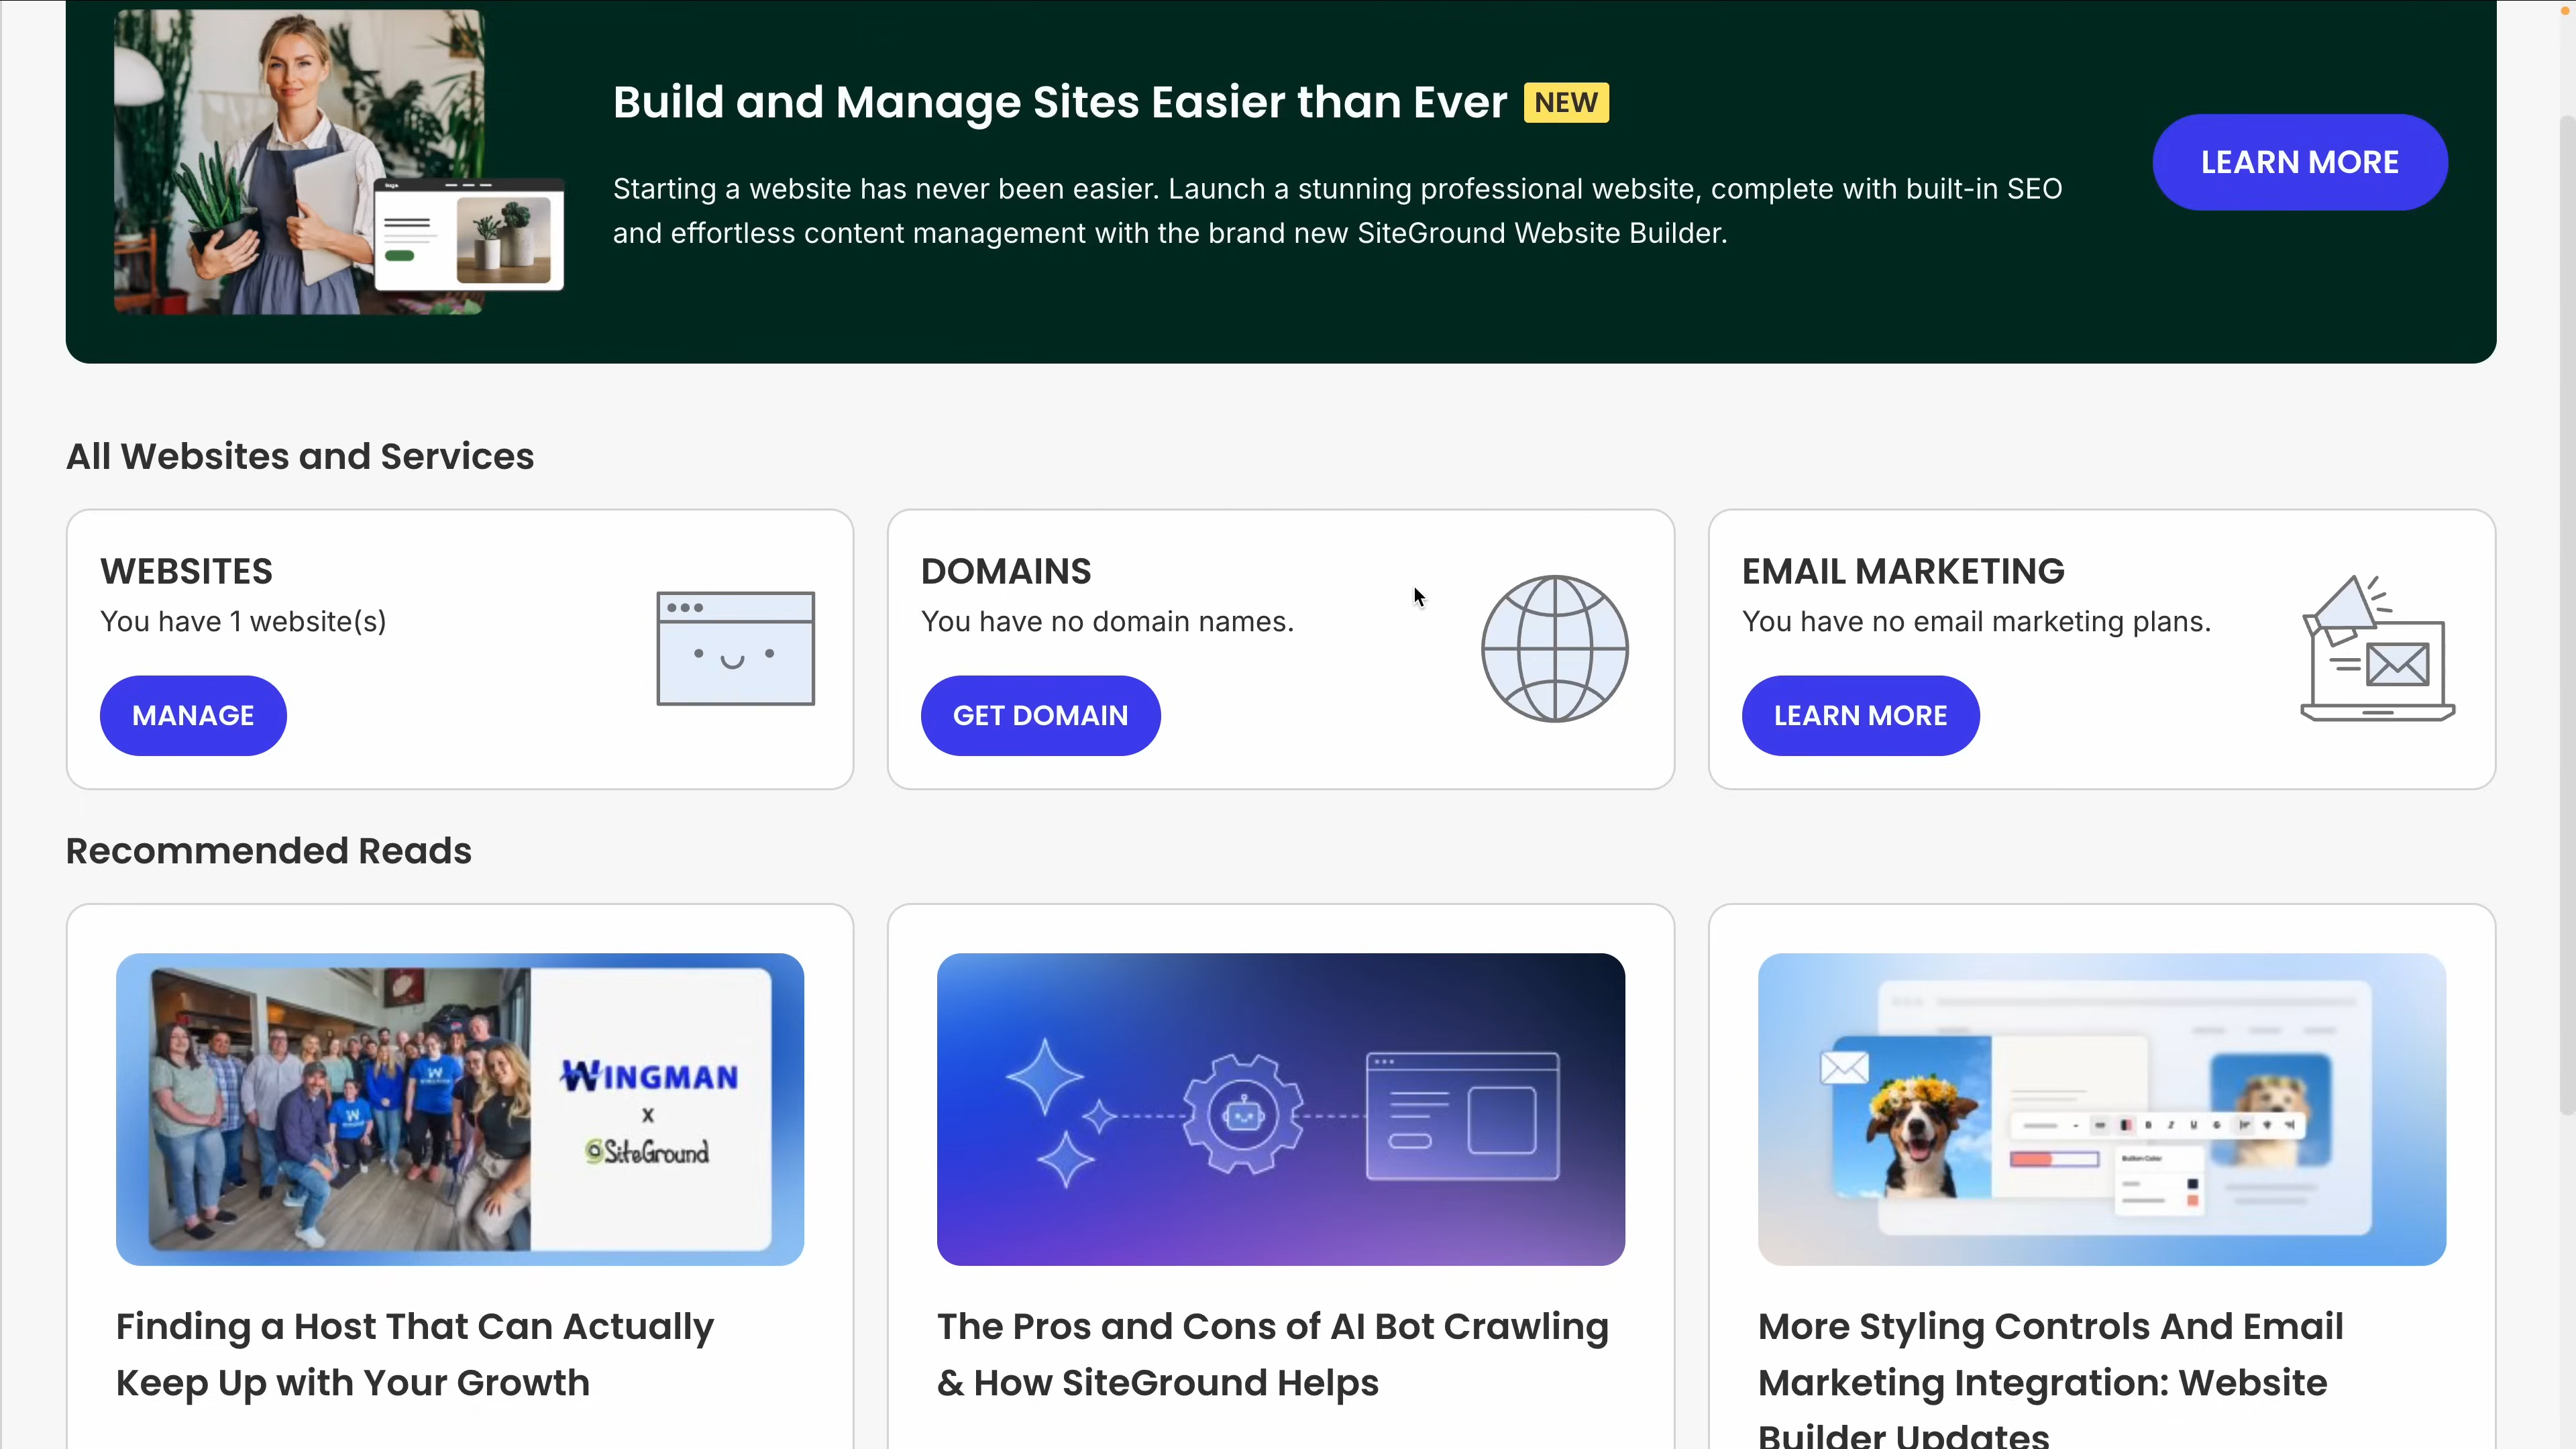 Build and Manage Sites Easier than Ever NEW
Starting a website has never been easier. Launch a stunning professional website, complete with built-in SEO
and effortless content management with the brand new SiteGround Website Builder.
LEARN MORE
All Websites and Services
WEBSITES
You have 1 website(s)
MANAGE
DOMAINS
You have no domain names.
GET DOMAIN
EMAIL MARKETING
You have no email marketing plans.
LEARN MORE
Recommended Reads
WINGMAN
X
SiteGround
Finding a Host That Can Actually
Keep Up with Your Growth
The Pros and Cons of AI Bot Crawling
& How SiteGround Helps
Button Color
More Styling Controls And Email
Marketing Integration: Website
Builder Updates